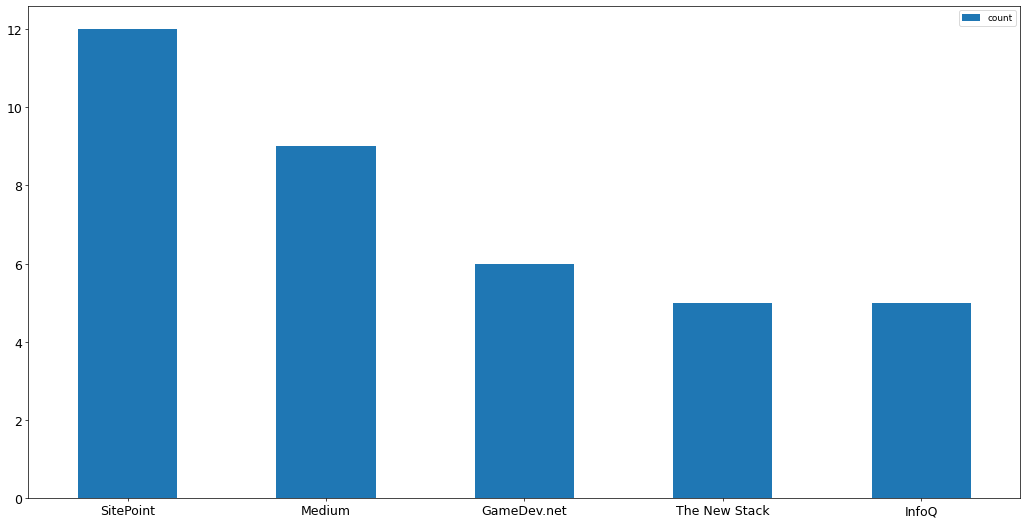 count
12
10
8
6
4
2
0
SitePoint
Medium
GameDev.net
The New Stack
InfoQ